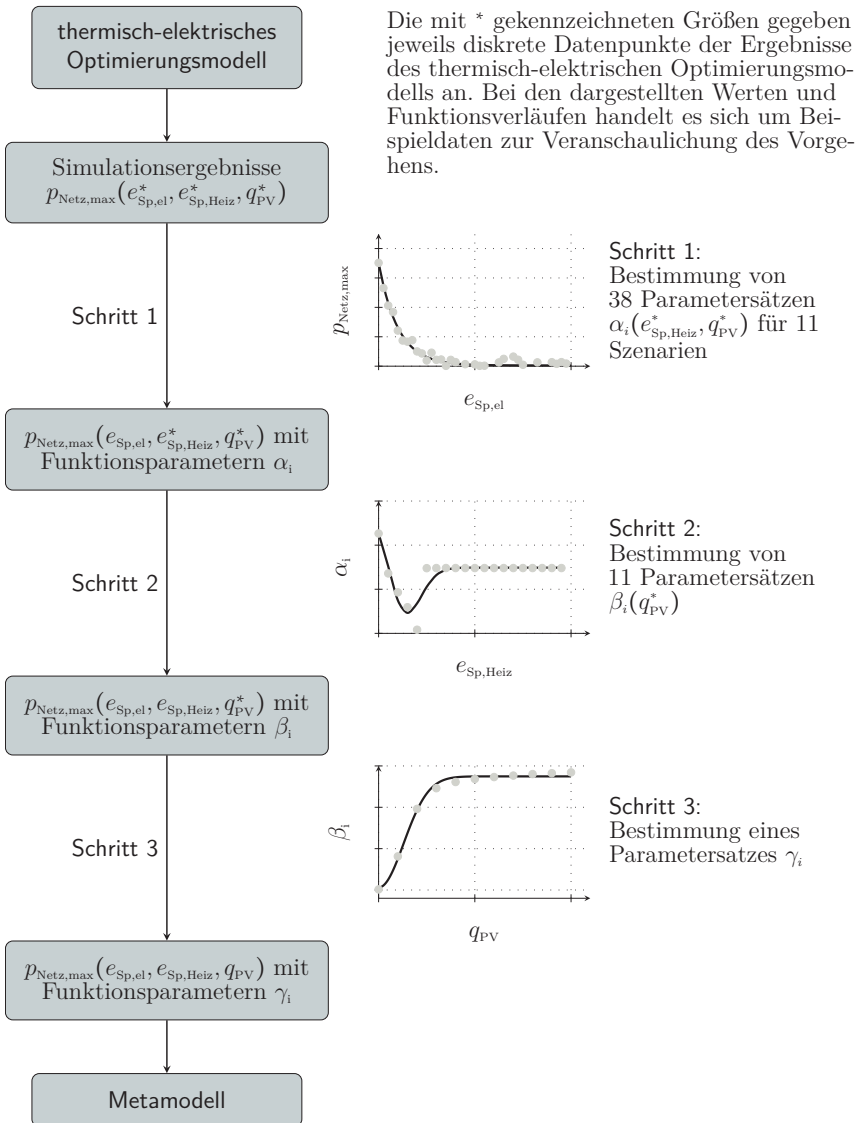 thermisch-elektrisches
Optimierungsmodell
Die mit * gekennzeichneten Größen gegeben
jeweils diskrete Datenpunkte der Ergebnisse
des thermisch-elektrischen Optimierungsmo-
dells an. Bei den dargestellten Werten und
Funktionsverläufen handelt es sich um Bei-
spieldaten zur Veranschaulichung des Vorge-
hens.
Simulationsergebnisse
p_Netz,max(e*_Sp,el, e*_Sp,Heiz, q*_PV)
Schritt 1
p_Netz,max
e_Sp,el
Schritt 1:
Bestimmung von
38 Parametersätzen
α_i(e*_Sp,Heiz, q*_PV) für 11
Szenarien
p_Netz,max(e_Sp,el, e*_Sp,Heiz, q*_PV) mit
Funktionsparametern α_i
Schritt 2
α_i
e_Sp,Heiz
Schritt 2:
Bestimmung von
11 Parametersätzen
β_i(q*_PV)
p_Netz,max(e_Sp,el, e_Sp,Heiz, q*_PV) mit
Funktionsparametern β_i
Schritt 3
β_i
q_PV
Schritt 3:
Bestimmung eines
Parametersatzes γ_i
p_Netz,max(e_Sp,el, e_Sp,Heiz, q_PV) mit
Funktionsparametern γ_i
Metamodell